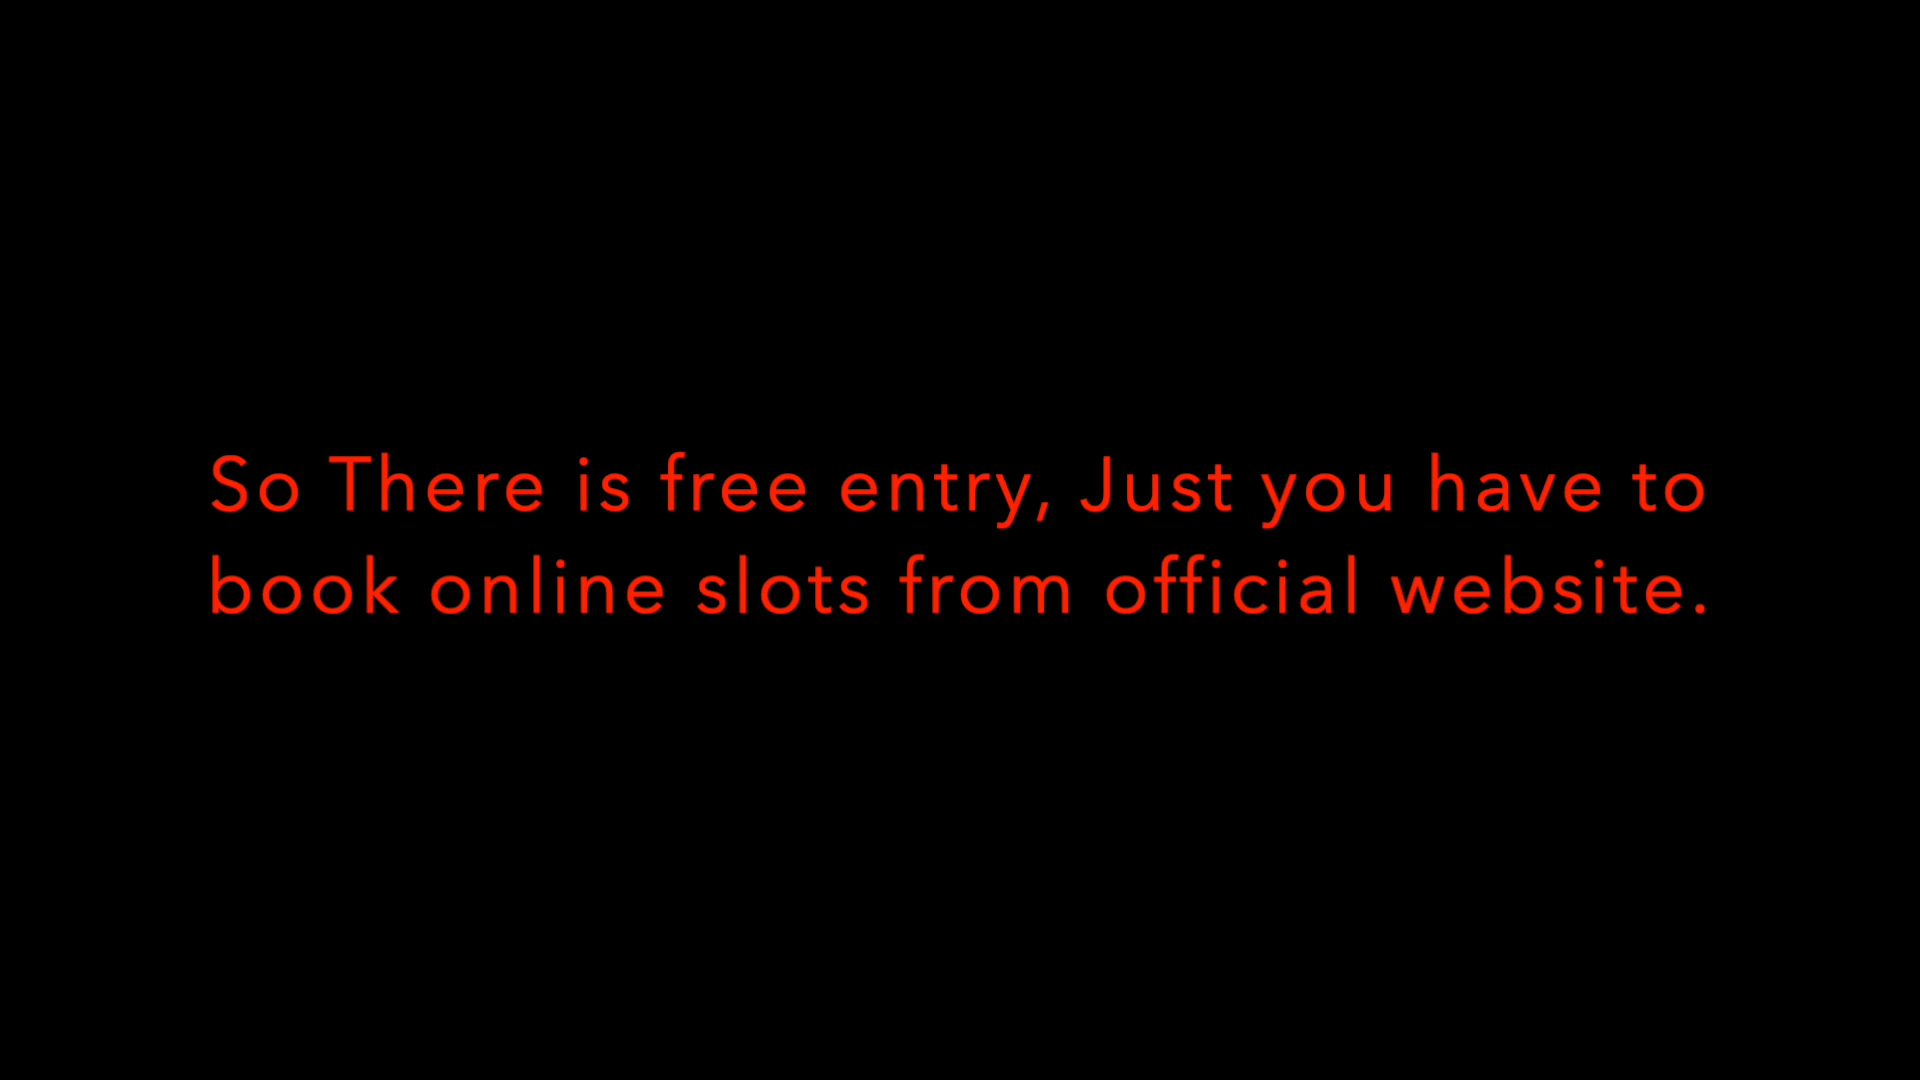 So There is free entry, Just you have to
book online slots from official website.